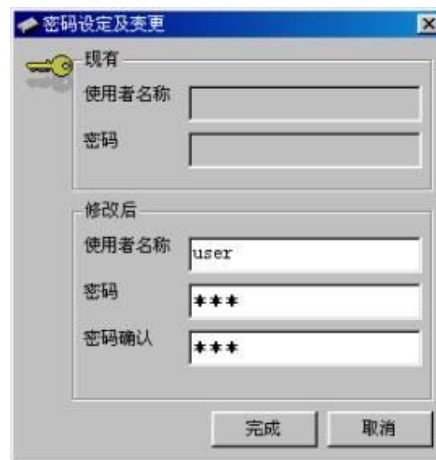 密码设定及变更
现有
使用者名称
密码
修改后
使用者名称 user
密码 ***
密码确认 ***
完成 取消